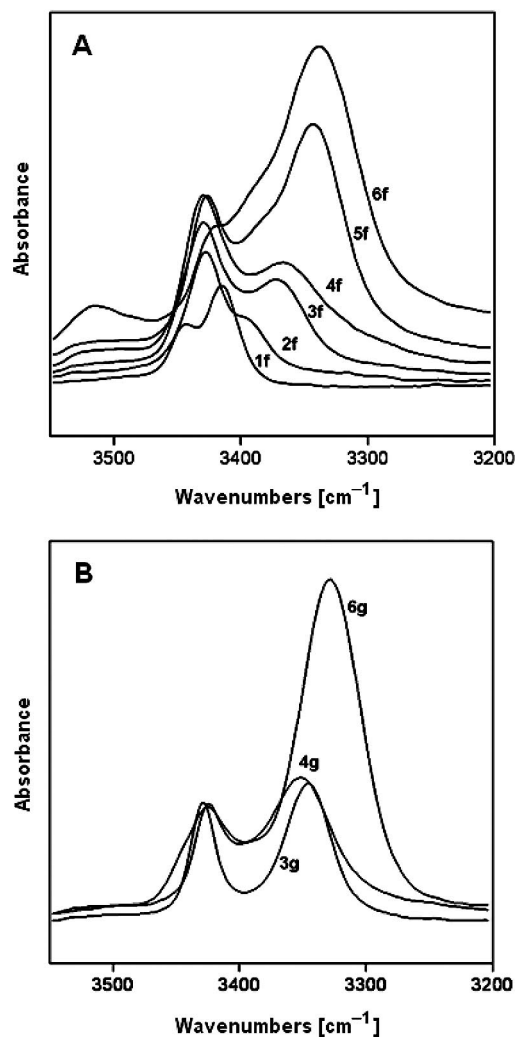 A
Absorbance
6f
5f
4f
3f
2f
1f
3500 3400 3300 3200
Wavenumbers [cm⁻¹]
B
Absorbance
6g
4g
3g
3500 3400 3300 3200
Wavenumbers [cm⁻¹]